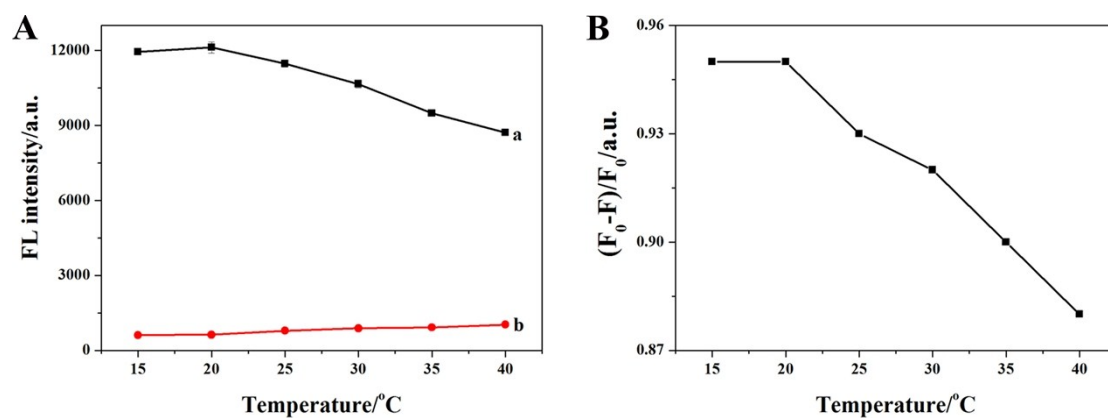 A
FL intensity/a.u.
12000
9000
6000
3000
0
a
b
15 20 25 30 35 40
Temperature/°C
B
(F₀-F)/F₀/a.u.
0.96
0.93
0.90
0.87
15 20 25 30 35 40
Temperature/°C